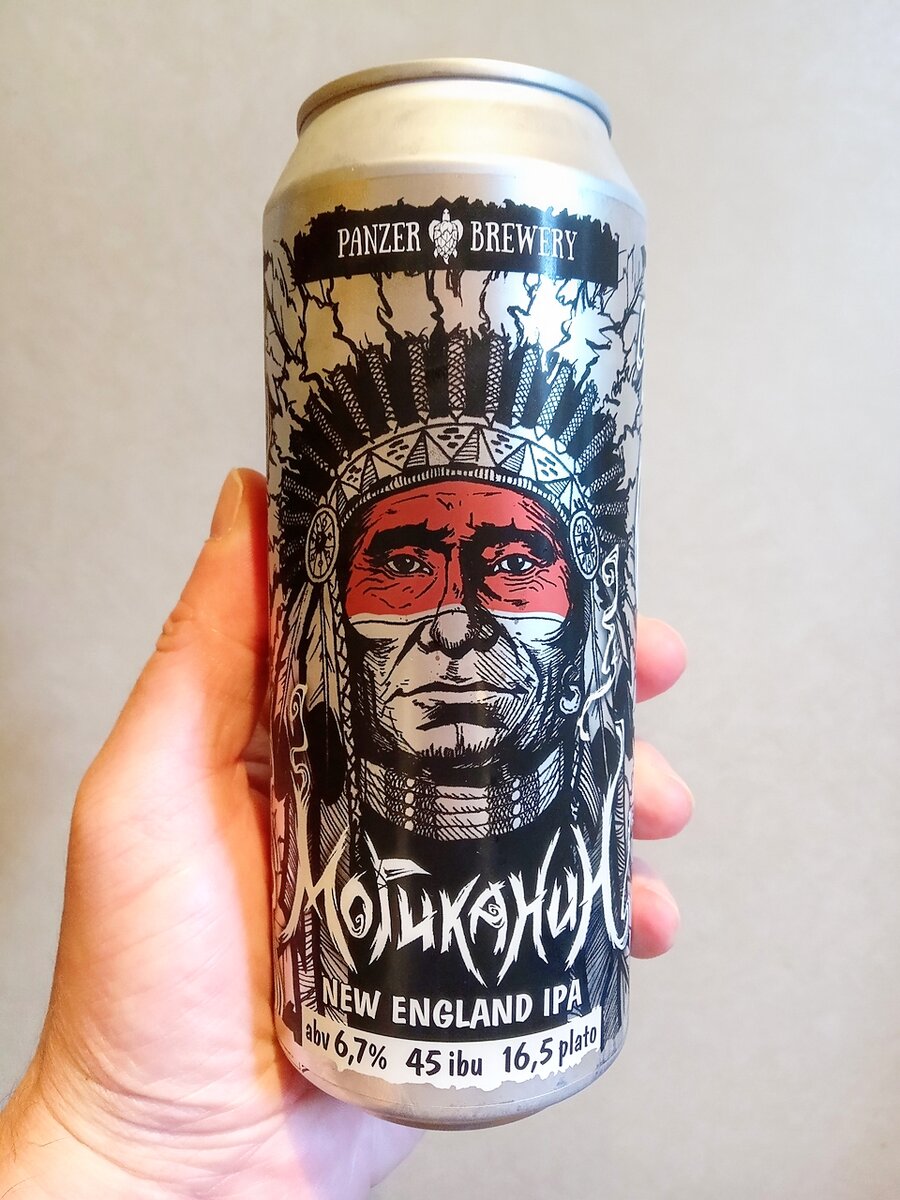 PANZER BREWERY
МОГИКАНИН
NEW ENGLAND IPA
abv 6,7% 45 ibu 16,5 plato